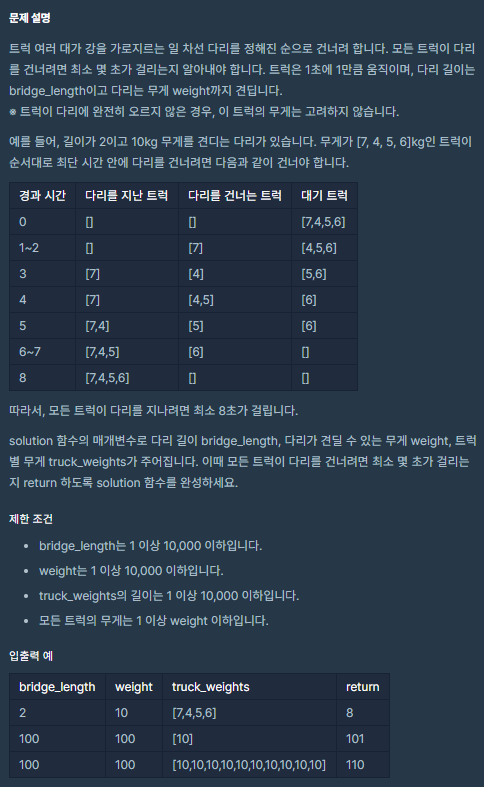 문제 설명
트럭 여러 대가 강을 가로지르는 일 차선 다리를 정해진 순으로 건너려 합니다. 모든 트럭이 다리
를 건너려면 최소 몇 초가 걸리는지 알아내야 합니다. 트럭은 1초에 1만큼 움직이며, 다리 길이는
bridge_length이고 다리는 무게 weight까지 견딥니다.
※ 트럭이 다리에 완전히 오르지 않은 경우, 이 트럭의 무게는 고려하지 않습니다.
예를 들어, 길이가 2이고 10kg 무게를 견디는 다리가 있습니다. 무게가 [7, 4, 5, 6]kg인 트럭이
순서대로 최단 시간 안에 다리를 건너려면 다음과 같이 건너야 합니다.
경과 시간 다리를 지난 트럭 다리를 건너는 트럭 대기 트럭
0 [] [] [7,4,5,6]
1~2 [] [7] [4,5,6]
3 [7] [4] [5,6]
4 [7] [4,5] [6]
5 [7,4] [5] [6]
6~7 [7,4,5] [6] []
8 [7,4,5,6] [] []
따라서, 모든 트럭이 다리를 지나려면 최소 8초가 걸립니다.
solution 함수의 매개변수로 다리 길이 bridge_length, 다리가 견딜 수 있는 무게 weight, 트럭
별 무게 truck_weights가 주어집니다. 이때 모든 트럭이 다리를 건너려면 최소 몇 초가 걸리는
지 return 하도록 solution 함수를 완성하세요.
제한 조건
• bridge_length는 1 이상 10,000 이하입니다.
• weight는 1 이상 10,000 이하입니다.
• truck_weights의 길이는 1 이상 10,000 이하입니다.
• 모든 트럭의 무게는 1 이상 weight 이하입니다.
입출력 예
bridge_length weight truck_weights return
2 10 [7,4,5,6] 8
100 100 [10] 101
100 100 [10,10,10,10,10,10,10,10,10,10] 110